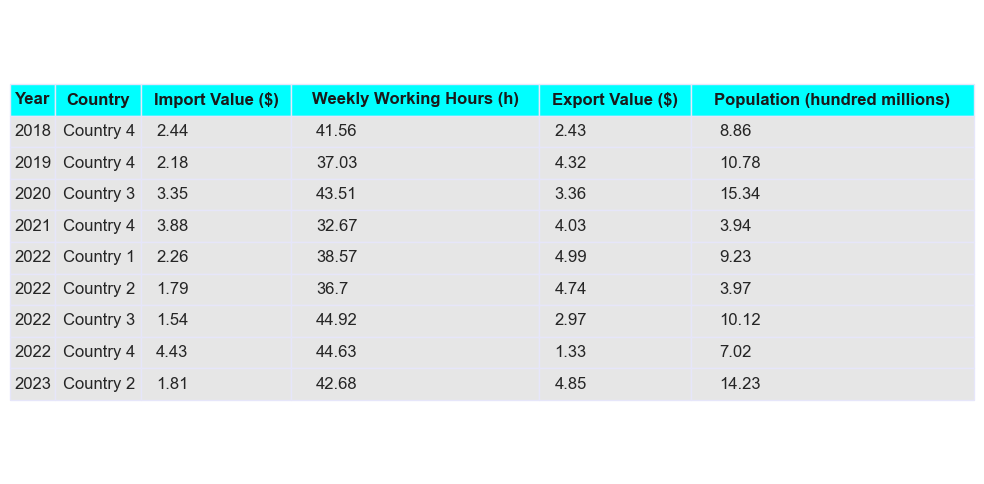 Year Country Import Value ($) Weekly Working Hours (h) Export Value ($) Population (hundred millions)
2018 Country 4 2.44 41.56 2.43 8.86
2019 Country 4 2.18 37.03 4.32 10.78
2020 Country 3 3.35 43.51 3.36 15.34
2021 Country 4 3.88 32.67 4.03 3.94
2022 Country 1 2.26 38.57 4.99 9.23
2022 Country 2 1.79 36.7 4.74 3.97
2022 Country 3 1.54 44.92 2.97 10.12
2022 Country 4 4.43 44.63 1.33 7.02
2023 Country 2 1.81 42.68 4.85 14.23